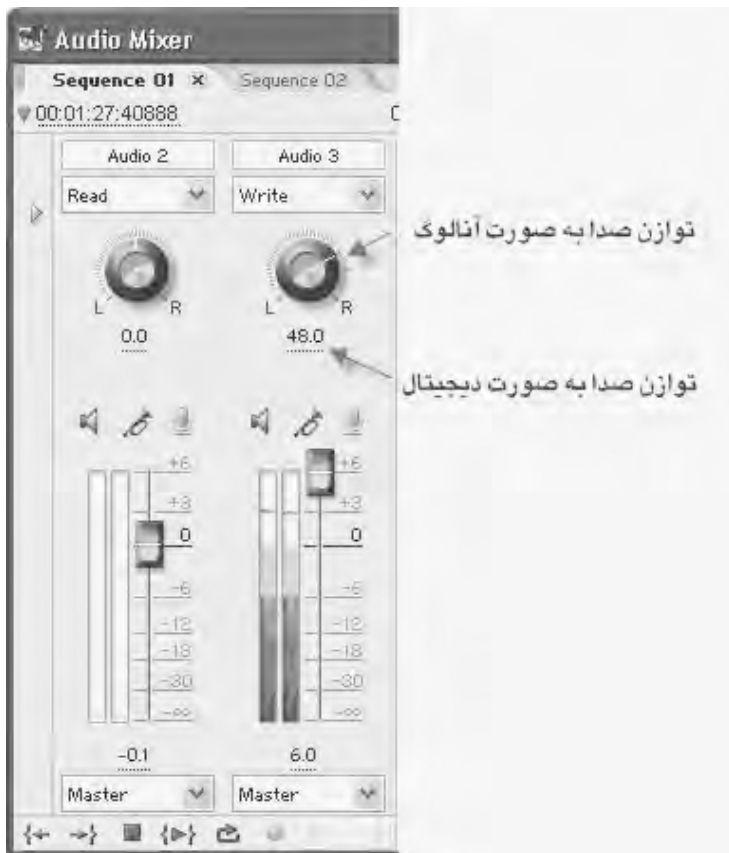 Audio Mixer
Sequence 01 × Sequence 02
00:01:27:40888
Audio 2 Audio 3
Read Write
توازن صدا به صورت آنالوگ
L R L R
0.0 48.0
توازن صدا به صورت دیجیتال
+6 +6
+3 +3
0 0
-6 -6
-12 -12
-18 -18
-30 -30
-∞ -∞
-0.1 6.0
Master Master